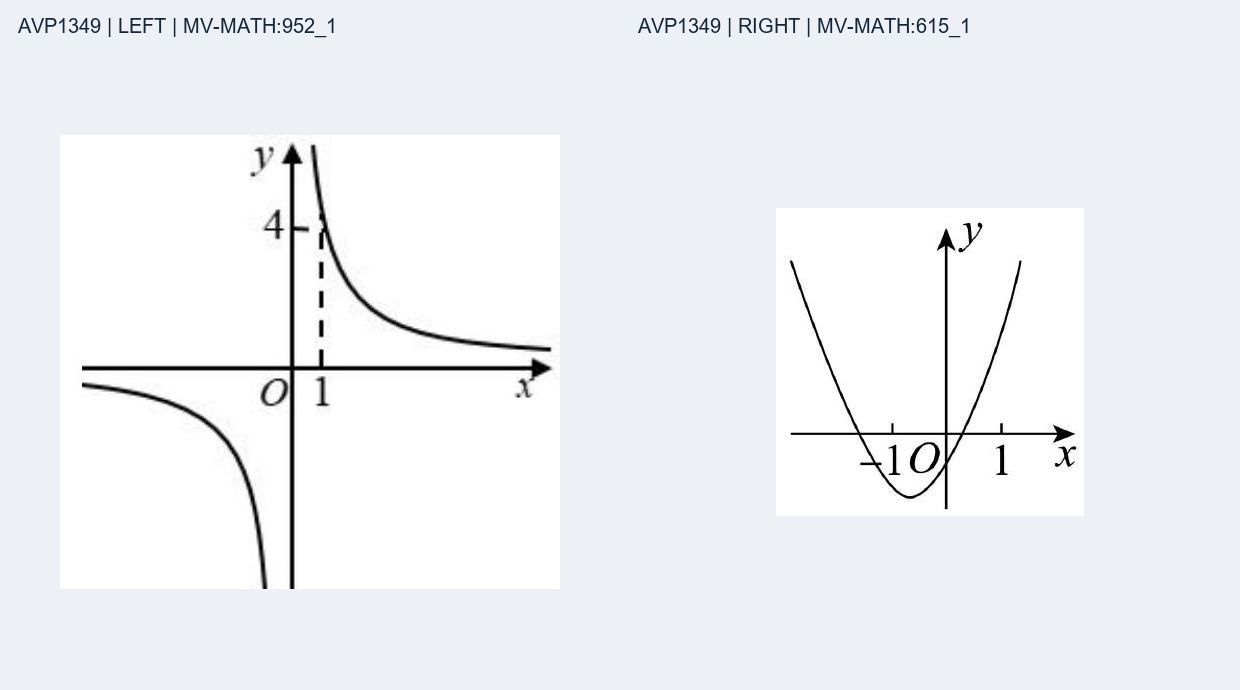 AVP1349 | LEFT | MV-MATH:952_1
AVP1349 | RIGHT | MV-MATH:615_1
y
4
O 1 x
y
-1 O 1 x